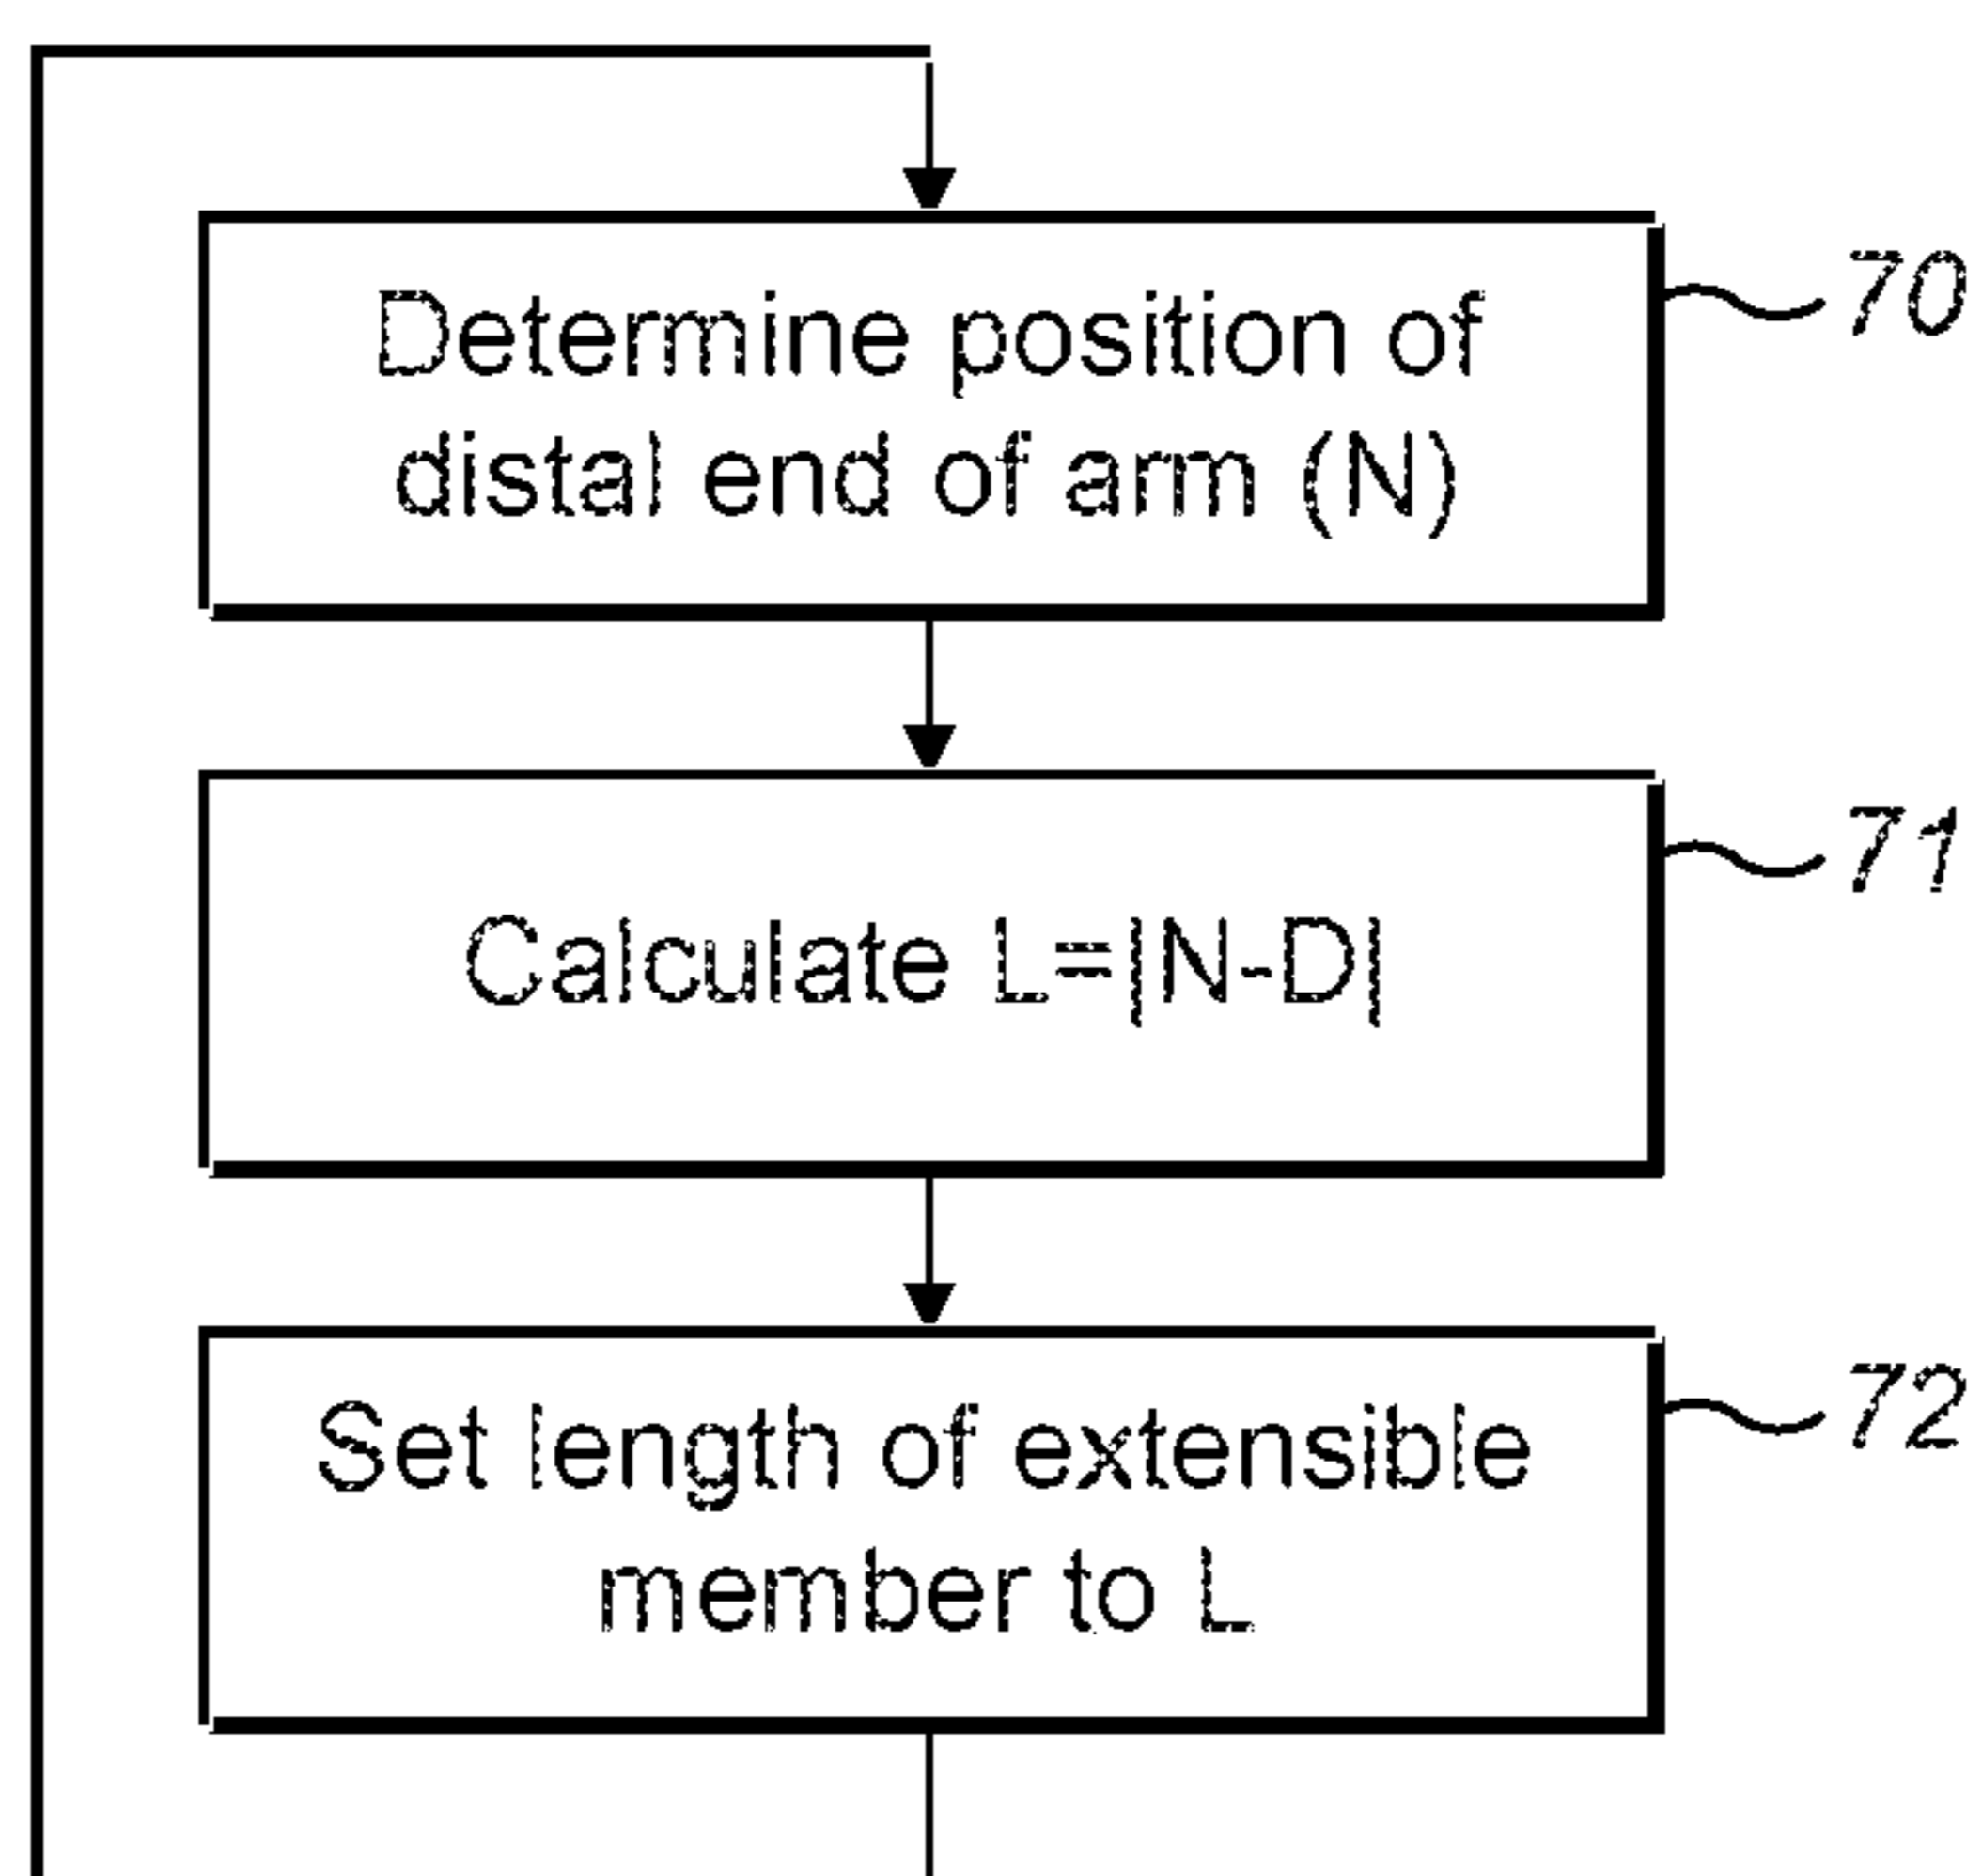 Determine position of
distal end of arm (N)
70
Calculate L=|N-D|
71
Set length of extensible
member to L
72